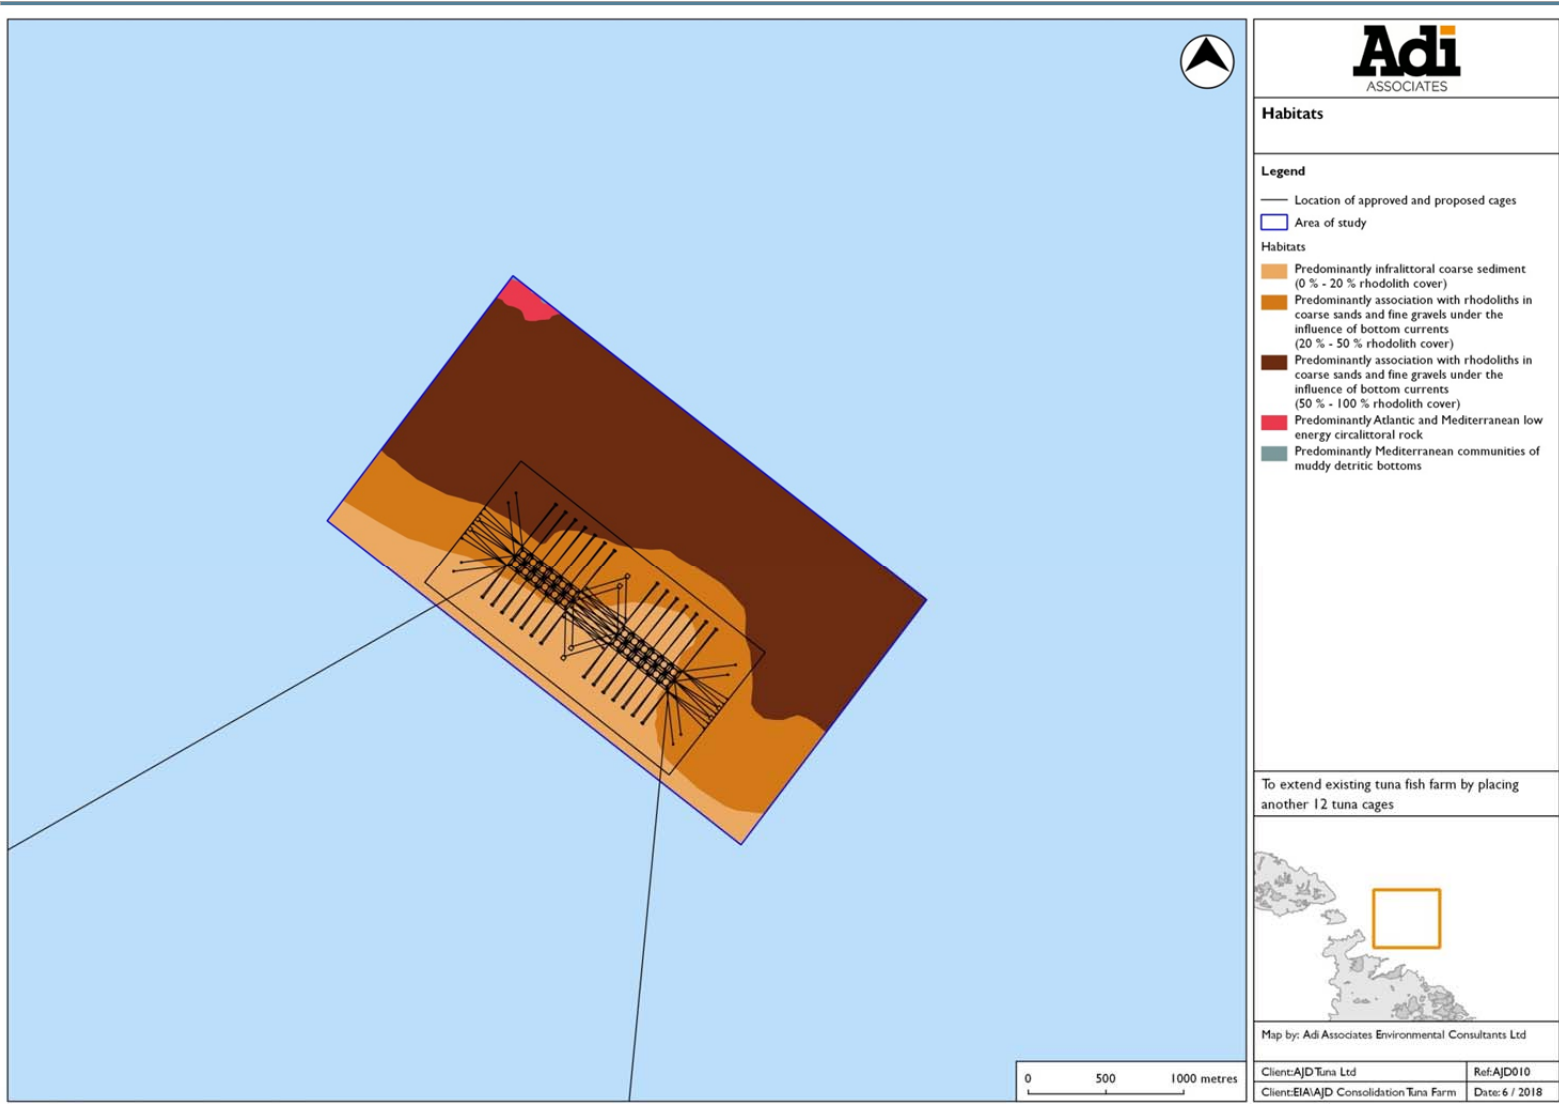 Adi
ASSOCIATES
Habitats
Legend
Location of approved and proposed cages
Area of study
Habitats
Predominantly infralittoral coarse sediment
(0 % - 20 % rhodolith cover)
Predominantly association with rhodoliths in
coarse sands and fine gravels under the
influence of bottom currents
(20 % - 50 % rhodolith cover)
Predominantly association with rhodoliths in
coarse sands and fine gravels under the
influence of bottom currents
(50 % - 100 % rhodolith cover)
Predominantly Atlantic and Mediterranean low
energy circalittoral rock
Predominantly Mediterranean communities of
muddy detritic bottoms
To extend existing tuna fish farm by placing
another 12 tuna cages
Map by: Adi Associates Environmental Consultants Ltd
Client:AJD Tuna Ltd Ref:AJD010
Client:EIA\AJD Consolidation Tuna Farm Date: 6 / 2018
0 500 1000 metres